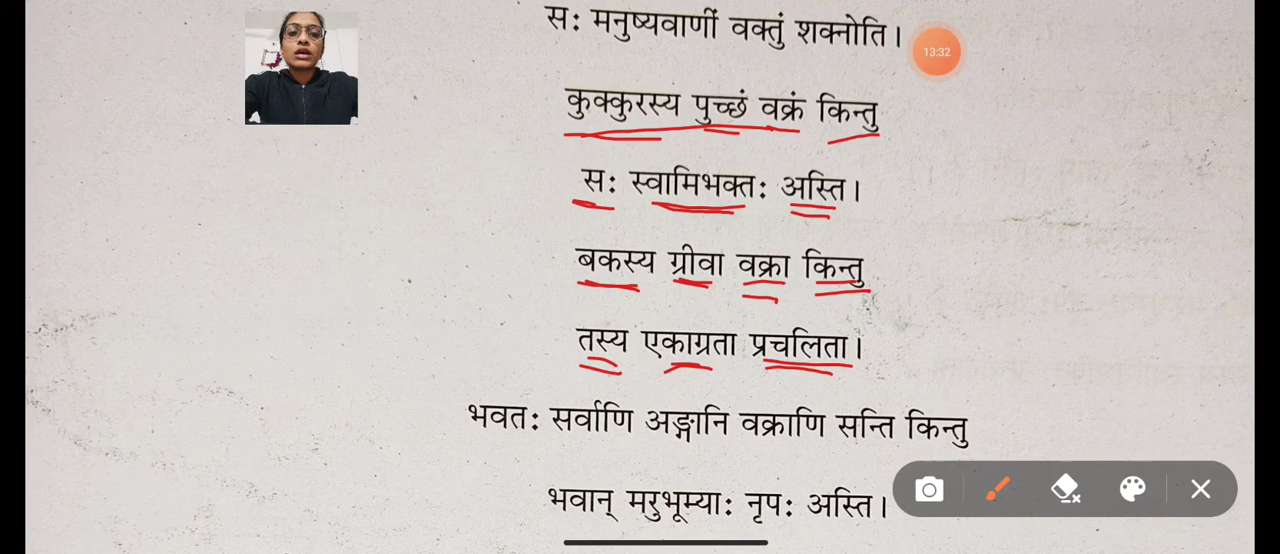 सः मनुष्यवाणीं वक्तुं शक्नोति।
13:32
कुक्कुरस्य पुच्छं वक्रं किन्तु
सः स्वामिभक्तः अस्ति।
बकस्य ग्रीवा वक्रा किन्तु
तस्य एकाग्रता प्रचलिता।
भवतः सर्वाणि अङ्गानि वक्राणि सन्ति किन्तु
भवान् मरुभूम्याः नृपः अस्ति।